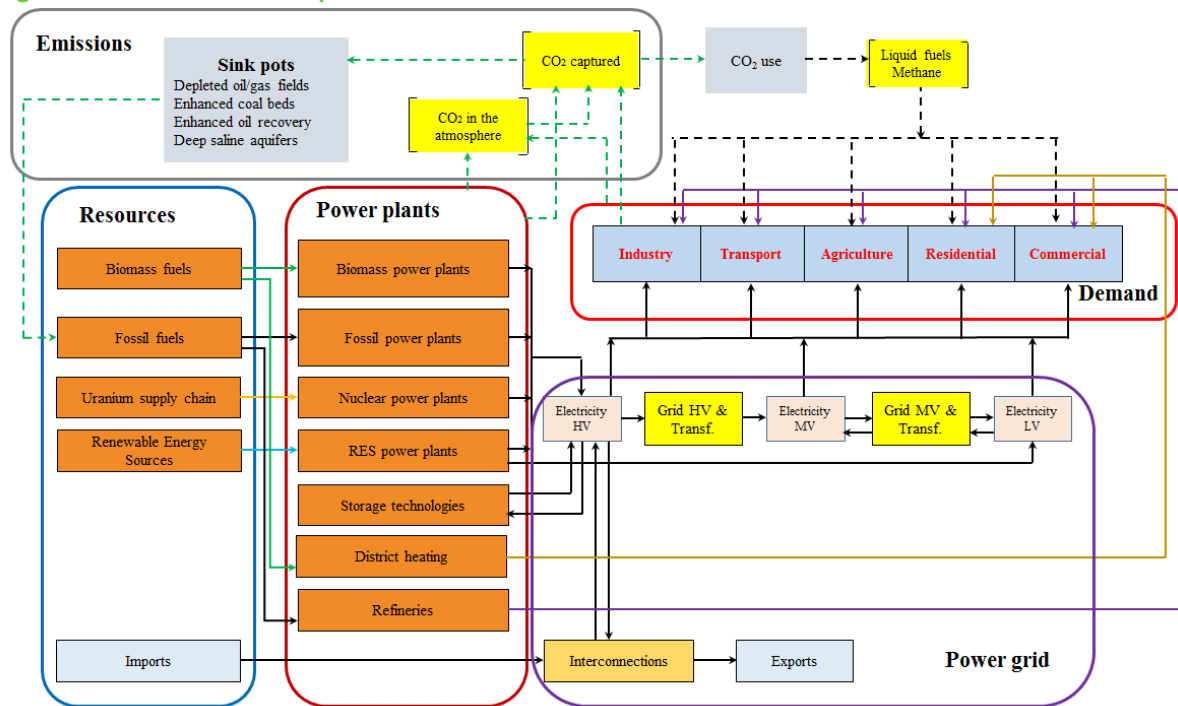 Emissions
Sink pots
Depleted oil/gas fields
Enhanced coal beds
Enhanced oil recovery
Deep saline aquifers
CO2 captured
CO2 in the
atmosphere
CO2 use
Liquid fuels
Methane
Resources
Biomass fuels
Fossil fuels
Uranium supply chain
Renewable Energy
Sources
Imports
Power plants
Biomass power plants
Fossil power plants
Nuclear power plants
RES power plants
Storage technologies
District heating
Refineries
Industry
Transport
Agriculture
Residential
Commercial
Demand
Electricity
HV
Grid HV &
Transf.
Electricity
MV
Grid MV &
Transf.
Electricity
LV
Interconnections
Exports
Power grid